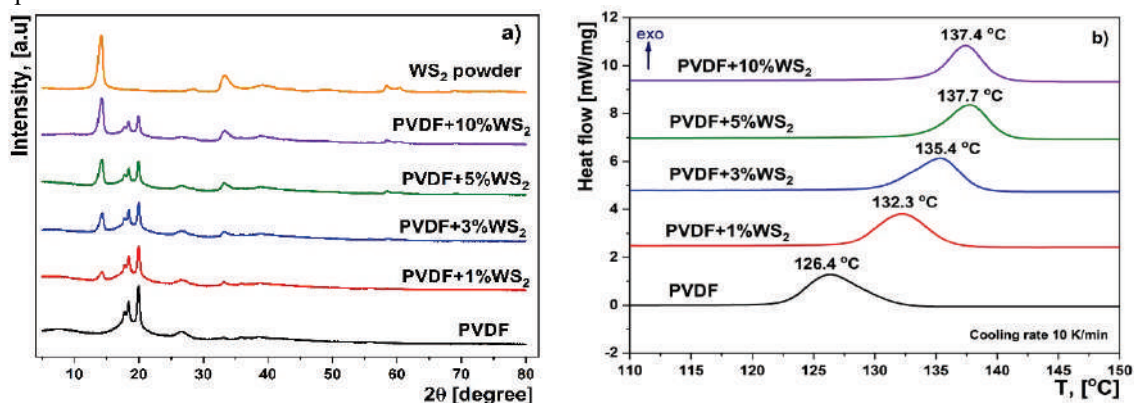 a)
Intensity, [a.u]
WS₂ powder
PVDF+10%WS₂
PVDF+5%WS₂
PVDF+3%WS₂
PVDF+1%WS₂
PVDF
10 20 30 40 50 60 70 80
2θ [degree]
b)
Heat flow [mW/mg]
12
10
8
6
4
2
0
-2
exo
137.4 °C
PVDF+10%WS₂
137.7 °C
PVDF+5%WS₂
135.4 °C
PVDF+3%WS₂
132.3 °C
PVDF+1%WS₂
126.4 °C
PVDF
Cooling rate 10 K/min
110 115 120 125 130 135 140 145 150
T, [°C]